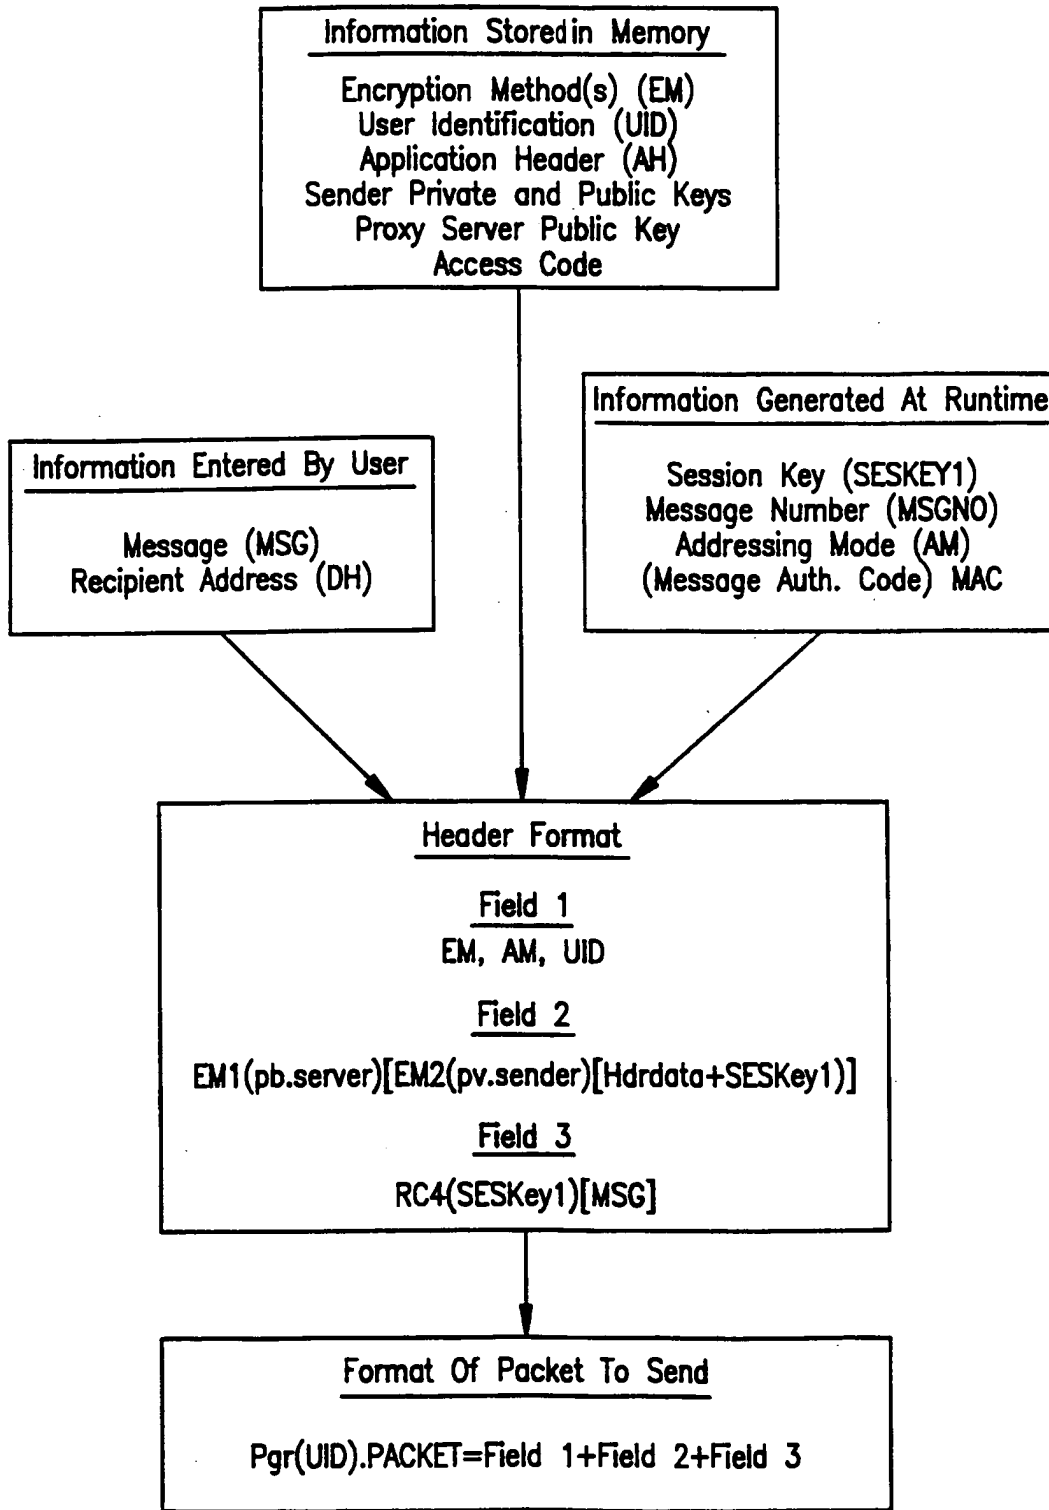 Information Stored in Memory
Encryption Method(s) (EM)
User Identification (UID)
Application Header (AH)
Sender Private and Public Keys
Proxy Server Public Key
Access Code
Information Entered By User
Message (MSG)
Recipient Address (DH)
Information Generated At Runtime
Session Key (SESKEY1)
Message Number (MSGNO)
Addressing Mode (AM)
(Message Auth. Code) MAC
Header Format
Field 1
EM, AM, UID
Field 2
EM1(pb.server)[EM2(pv.sender)[Hdrdata+SESKey1)]
Field 3
RC4(SESKey1)[MSG]
Format Of Packet To Send
Pgr(UID).PACKET=Field 1+Field 2+Field 3